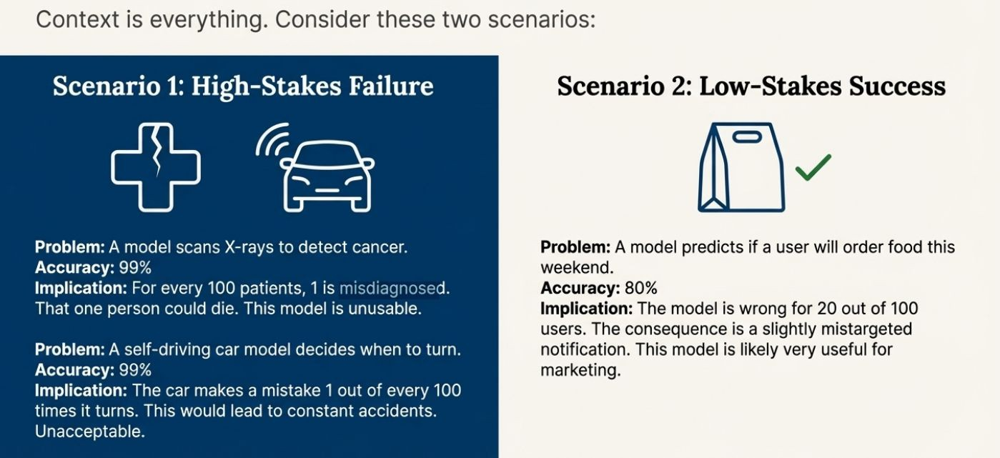 Context is everything. Consider these two scenarios:
Scenario 1: High-Stakes Failure
Problem: A model scans X-rays to detect cancer.
Accuracy: 99%
Implication: For every 100 patients, 1 is misdiagnosed.
That one person could die. This model is unusable.
Problem: A self-driving car model decides when to turn.
Accuracy: 99%
Implication: The car makes a mistake 1 out of every 100
times it turns. This would lead to constant accidents.
Unacceptable.
Scenario 2: Low-Stakes Success
Problem: A model predicts if a user will order food this
weekend.
Accuracy: 80%
Implication: The model is wrong for 20 out of 100
users. The consequence is a slightly mistargeted
notification. This model is likely very useful for
marketing.